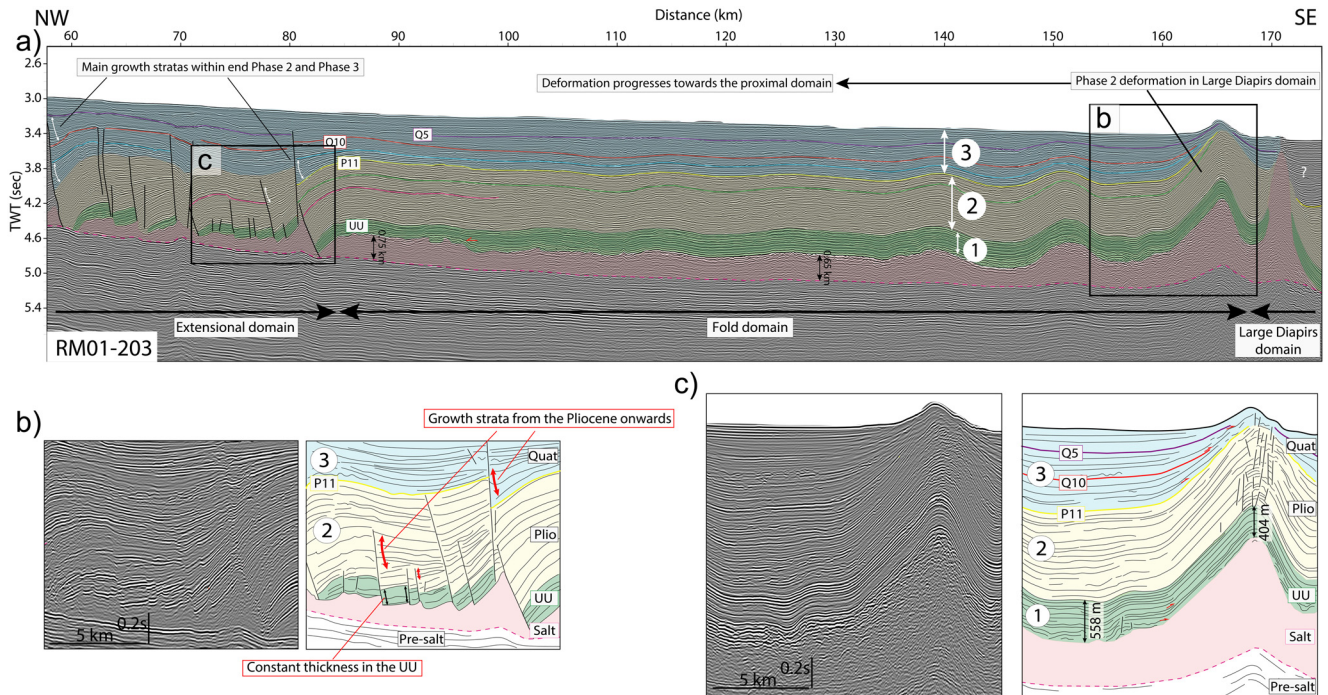 NW
Distance (km)
SE
a)
60 70 80 90 100 110 120 130 140 150 160 170
2.6
3.0
3.4
3.8
4.2
4.6
5.0
5.4
TWT (sec)
Main growth stratas within end Phase 2 and Phase 3
Deformation progresses towards the proximal domain
Phase 2 deformation in Large Diapirs domain
b
c
Q5
Q10
P11
UU
3
2
1
?
0.75 km
0.65 km
Extensional domain
Fold domain
Large Diapirs
domain
RM01-203
b)
Growth strata from the Pliocene onwards
3
Quat
P11
2
Plio
UU
Salt
Pre-salt
0.2s
5 km
Constant thickness in the UU
c)
0.2s
5 km
Quat
Q5
3
Q10
P11
Plio
404 m
2
UU
1
558 m
Salt
Pre-salt